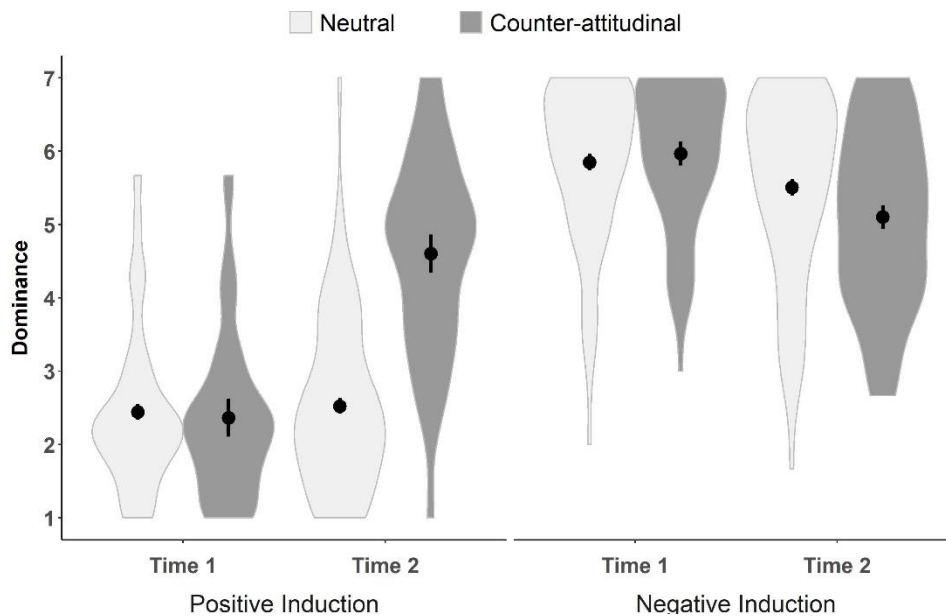 Neutral Counter-attitudinal
Dominance
7
6
5
4
3
2
1
Time 1 Time 2 Time 1 Time 2
Positive Induction Negative Induction